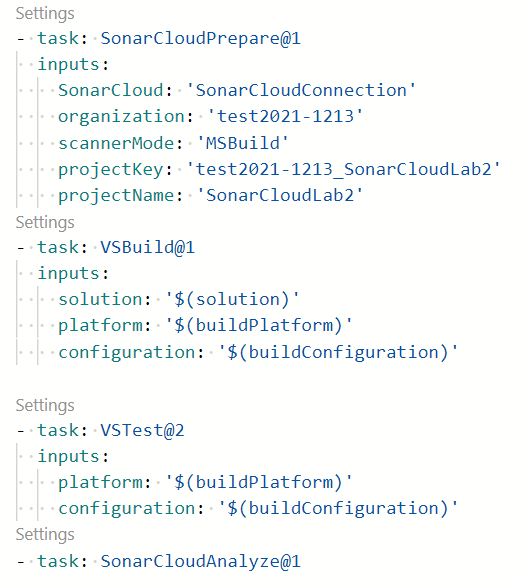 Settings
- task: SonarCloudPrepare@1
inputs:
SonarCloud: 'SonarCloudConnection'
organization: 'test2021-1213'
scannerMode: 'MSBuild'
projectKey: 'test2021-1213_SonarCloudLab2'
projectName: 'SonarCloudLab2'
Settings
- task: VSBuild@1
inputs:
solution: '$(solution)'
platform: '$(buildPlatform)'
configuration: '$(buildConfiguration)'
Settings
- task: VSTest@2
inputs:
platform: '$(buildPlatform)'
configuration: '$(buildConfiguration)'
Settings
- task: SonarCloudAnalyze@1